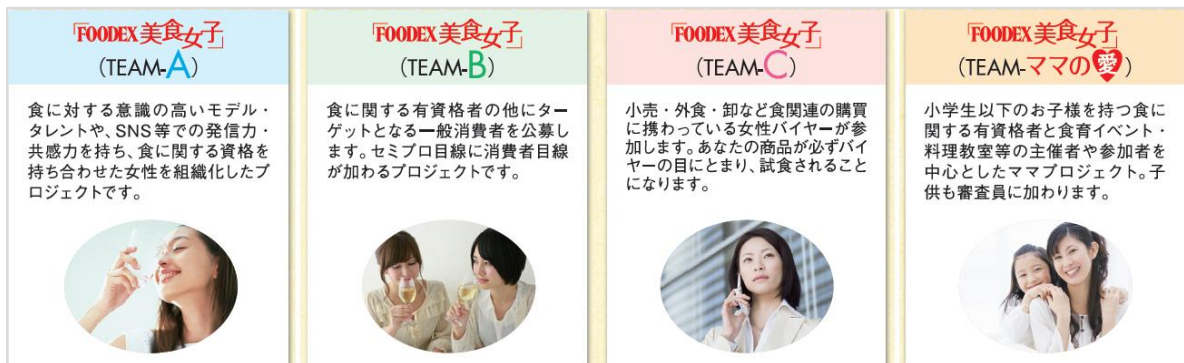 「FOODEX美食女子」
（TEAM-A）
食に対する意識の高いモデル・
タレントや、SNS等での発信力・
共感力を持ち、食に関する資格を
持ち合わせた女性を組織化したプ
ロジェクトです。
「FOODEX美食女子」
（TEAM-B）
食に関する有資格者の他にター
ゲットとなる一般消費者を公募し
ます。セミプロ目線に消費者目線
が加わるプロジェクトです。
「FOODEX美食女子」
（TEAM-C）
小売・外食・卸など食関連の購買
に携わっている女性バイヤーが参
加します。あなたの商品が必ずバイ
ヤーの目にとまり、試食されること
になります。
「FOODEX美食女子」
（TEAM-ママの愛）
小学生以下のお子様を持つ食に
関する有資格者と食育イベント・
料理教室等の主催者や参加者を
中心としたママプロジェクト。子
供も審査員に加わります。